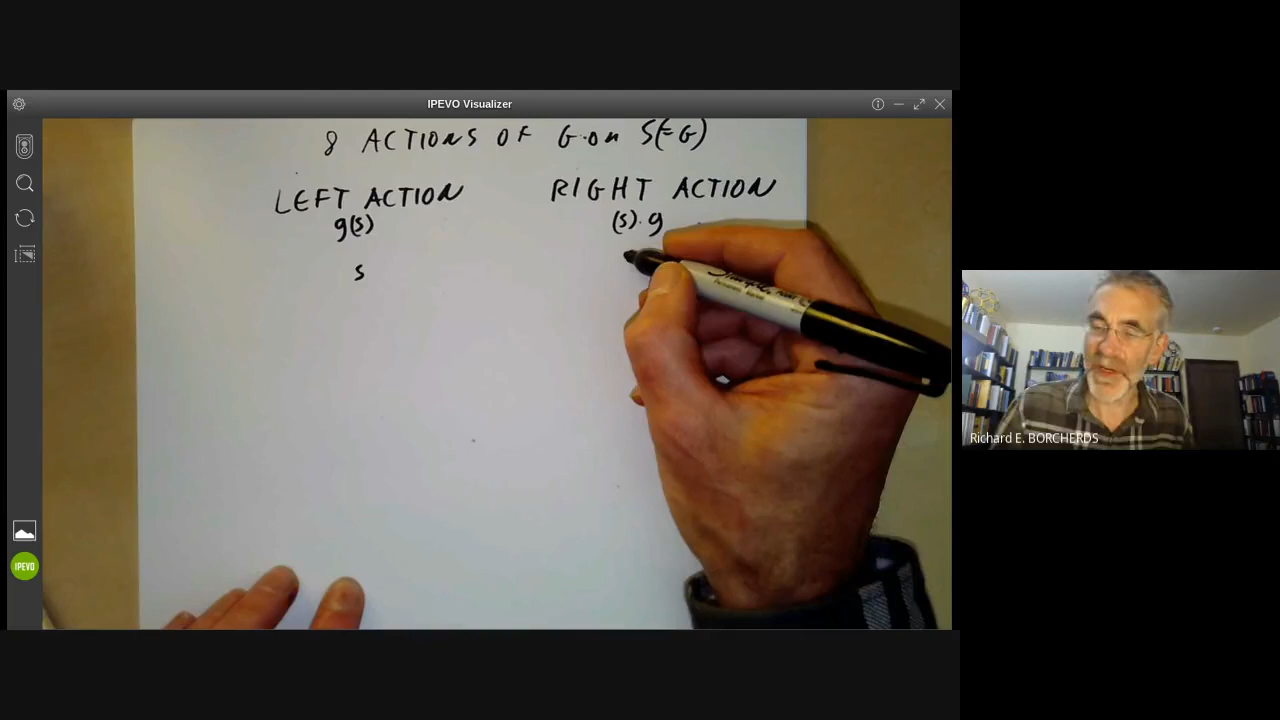 IPEVO Visualizer
8 ACTIONS OF G on S(=G)
LEFT ACTION RIGHT ACTION
g(s) (s).g
s
IPEVO
Richard E. BORCHERDS